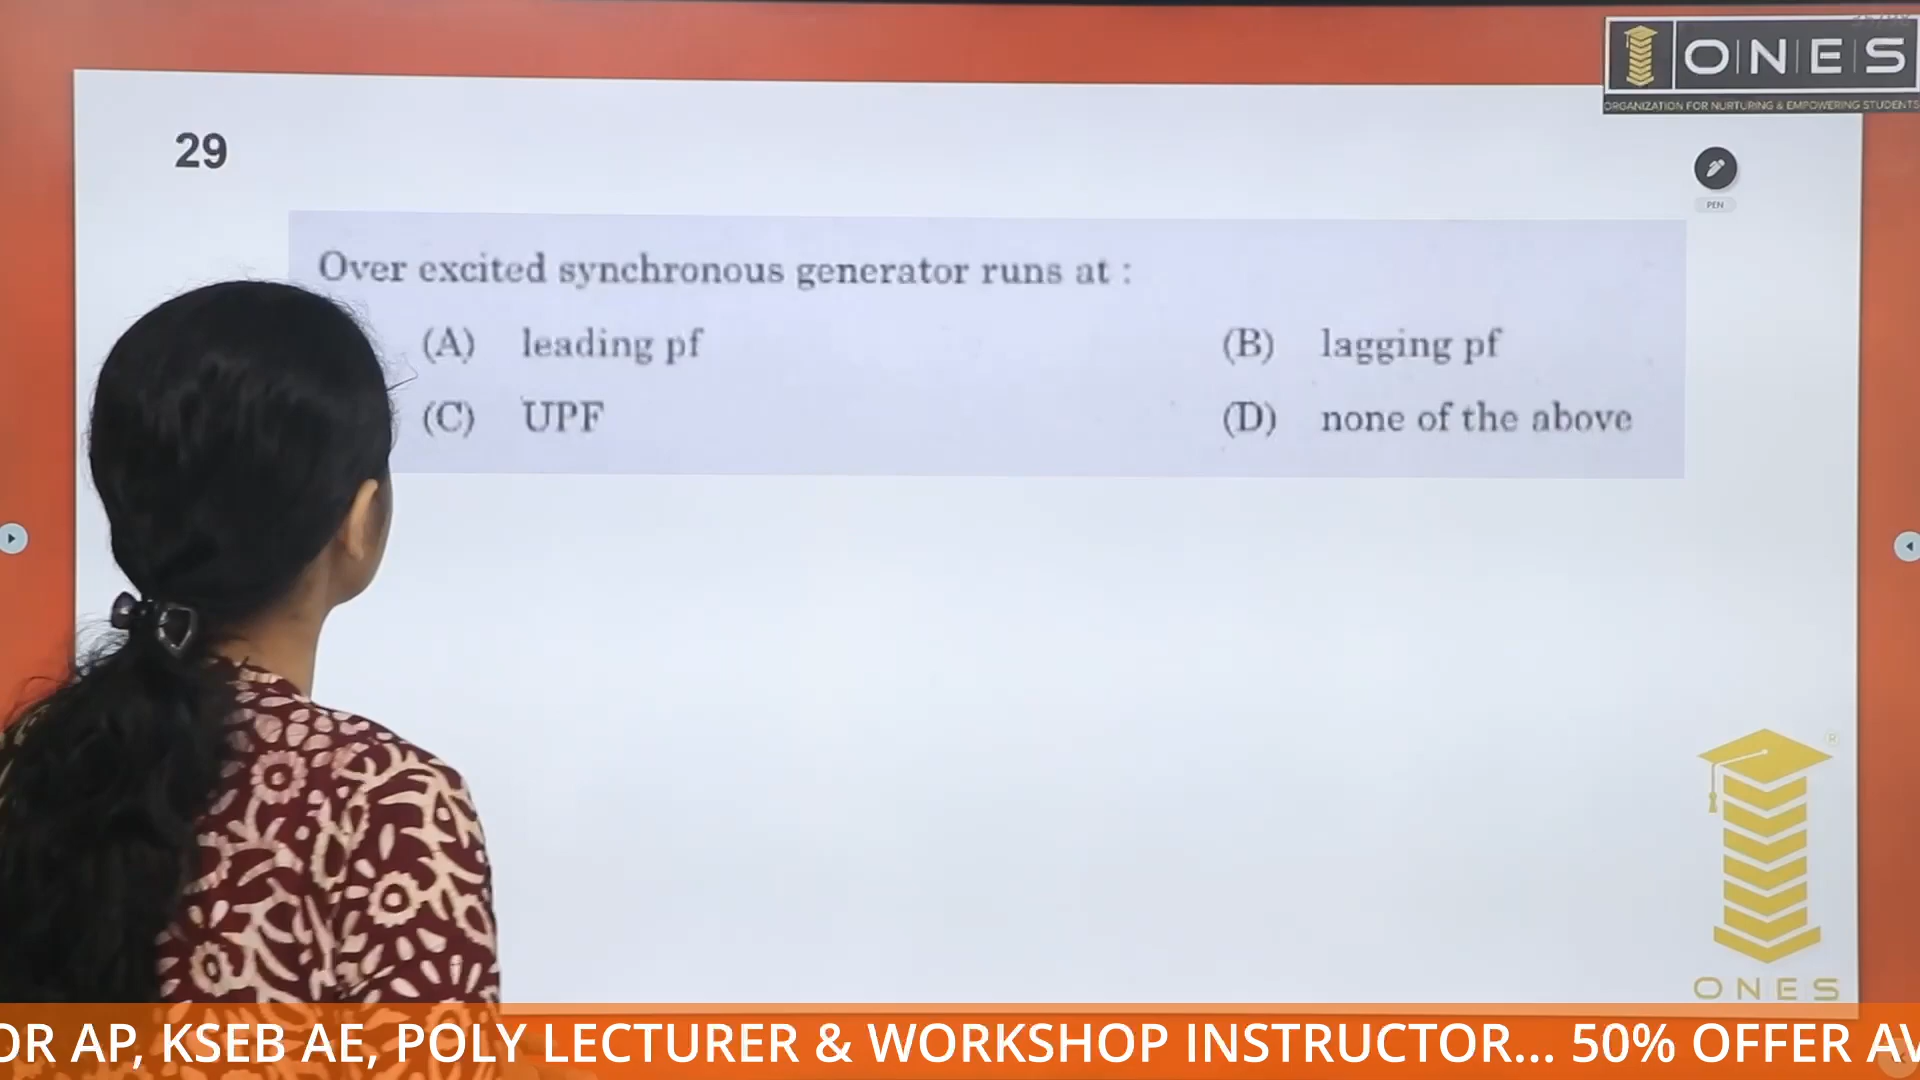 O|N|E|S
ORGANIZATION FOR NURTURING & EMPOWERING STUDENTS
29
PEN
Over excited synchronous generator runs at :
(A) leading pf (B) lagging pf
(C) UPF (D) none of the above
®
ONES
OR AP, KSEB AE, POLY LECTURER & WORKSHOP INSTRUCTOR... 50% OFFER AV